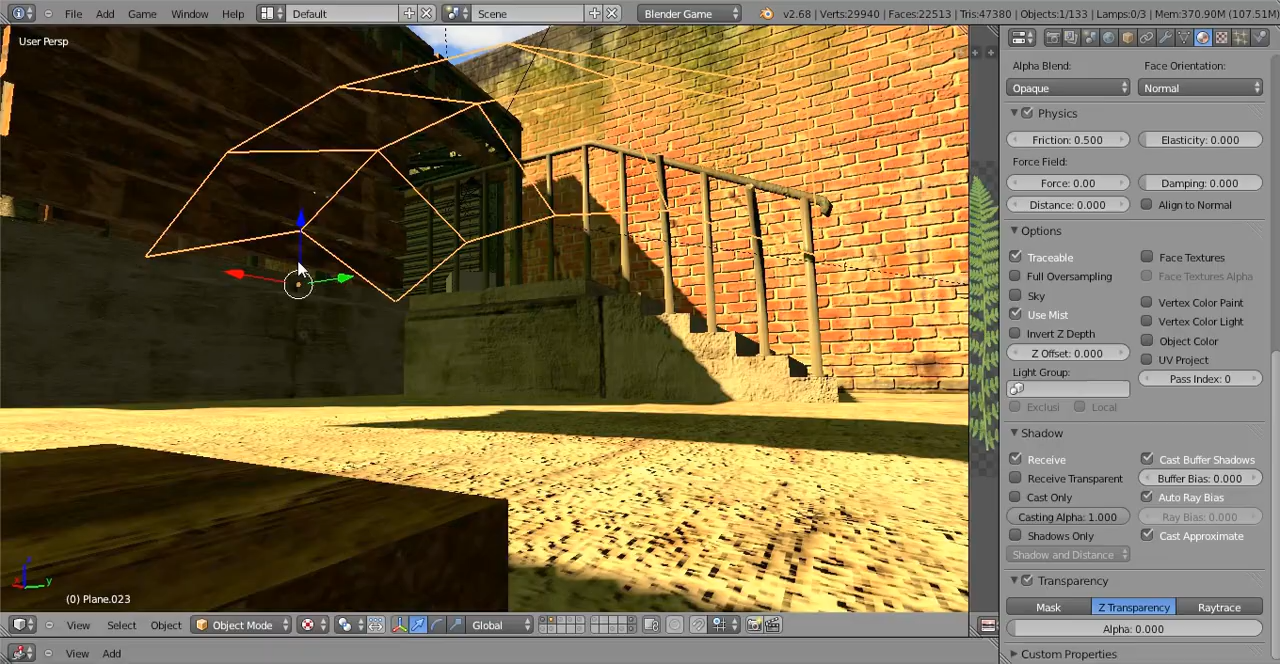 File Add Game Window Help Default Scene Blender Game v2.68 | Verts:29940 | Faces:22513 | Tris:47380 | Objects:1/133 | Lamps:0/3 | Mem:370.90M (107.51M)
User Persp
Alpha Blend: Face Orientation:
Opaque Normal
Physics
Friction: 0.500 Elasticity: 0.000
Force Field:
Force: 0.00 Damping: 0.000
Distance: 0.000 Align to Normal
Options
Traceable Face Textures
Full Oversampling Face Textures Alpha
Sky Vertex Color Paint
Use Mist Vertex Color Light
Invert Z Depth Object Color
Z Offset: 0.000 UV Project
Light Group: Pass Index: 0
Exclusi Local
Shadow
Receive Cast Buffer Shadows
Receive Transparent Buffer Bias: 0.000
Cast Only Auto Ray Bias
Casting Alpha: 1.000 Ray Bias: 0.000
Shadows Only Cast Approximate
Shadow and Distance
Transparency
Mask Z Transparency Raytrace
Alpha: 0.000
Custom Properties
z
x y
(0) Plane.023
View Select Object Object Mode Global
View Add